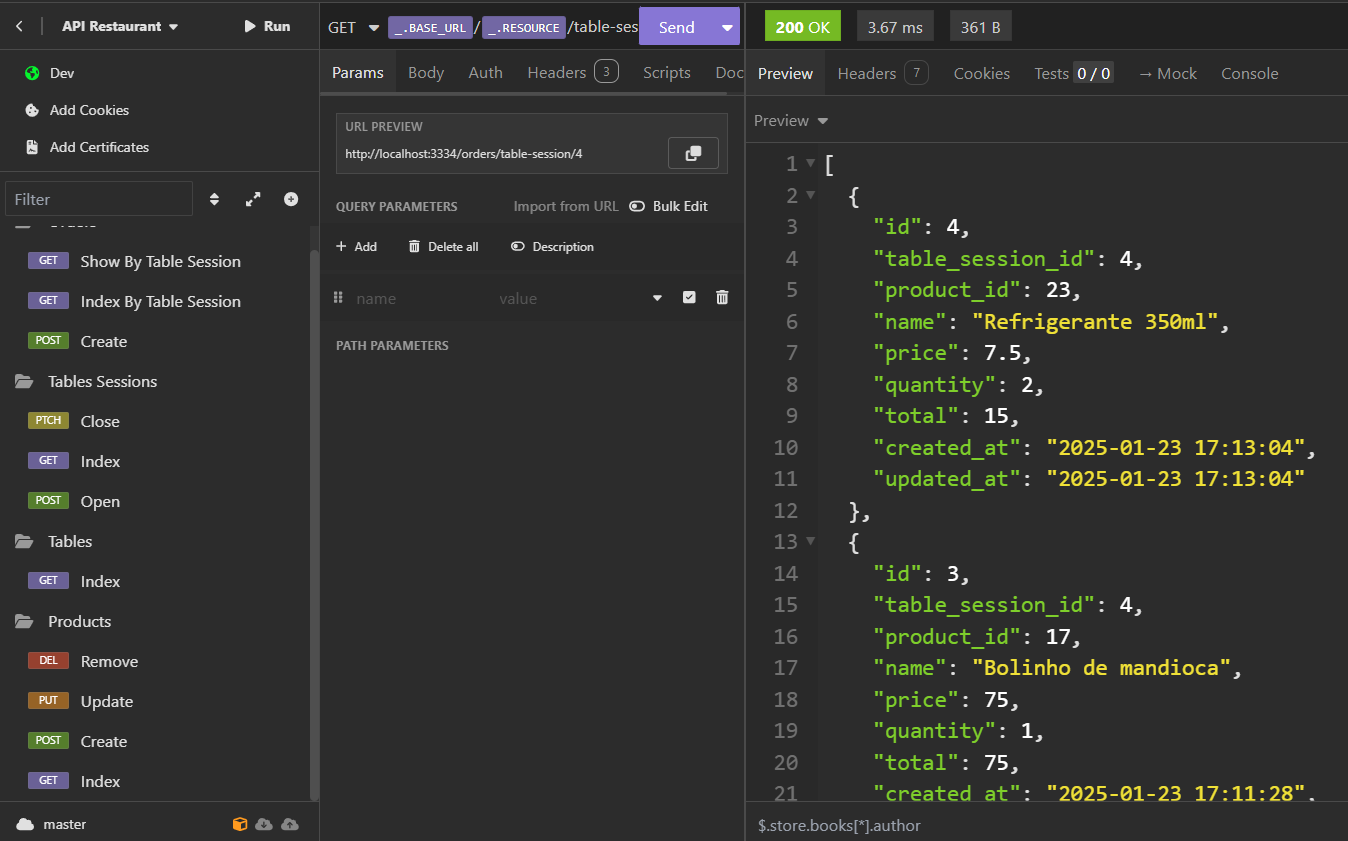 API Restaurant
Run
Dev
Add Cookies
Add Certificates
Filter
GET Show By Table Session
GET Index By Table Session
POST Create
Tables Sessions
PTCH Close
GET Index
POST Open
Tables
GET Index
Products
DEL Remove
PUT Update
POST Create
GET Index
master
GET _.BASE_URL/_.RESOURCE/table-ses
Send
Params Body Auth Headers 3 Scripts Doc
URL PREVIEW
http://localhost:3334/orders/table-session/4
QUERY PARAMETERS Import from URL Bulk Edit
+ Add Delete all Description
name value
PATH PARAMETERS
200 OK 3.67 ms 361 B
Preview Headers 7 Cookies Tests 0 / 0 → Mock Console
Preview
1 [
2 {
3 "id": 4,
4 "table_session_id": 4,
5 "product_id": 23,
6 "name": "Refrigerante 350ml",
7 "price": 7.5,
8 "quantity": 2,
9 "total": 15,
10 "created_at": "2025-01-23 17:13:04",
11 "updated_at": "2025-01-23 17:13:04"
12 },
13 {
14 "id": 3,
15 "table_session_id": 4,
16 "product_id": 17,
17 "name": "Bolinho de mandioca",
18 "price": 75,
19 "quantity": 1,
20 "total": 75,
21 "created_at": "2025-01-23 17:11:28",
$.store.books[*].author